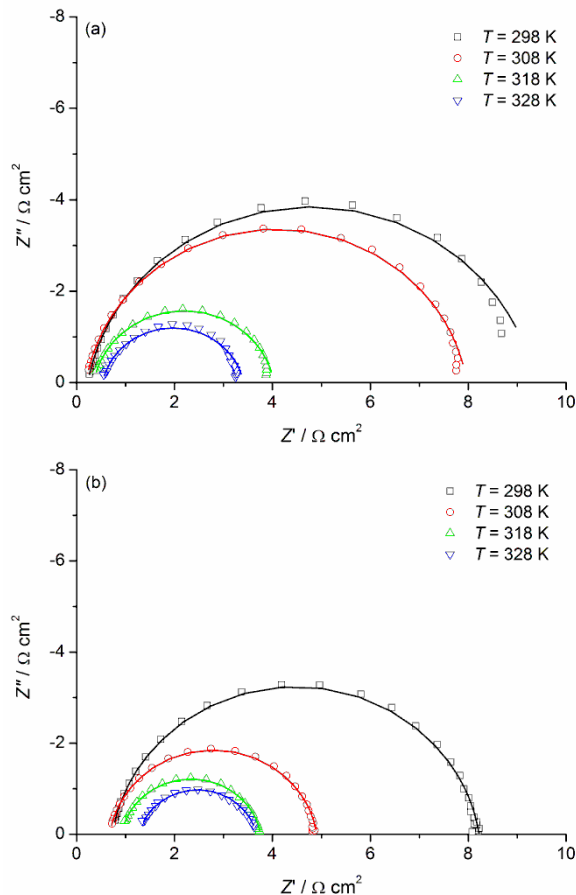 (a)
T = 298 K
T = 308 K
T = 318 K
T = 328 K
-8
-6
-4
-2
0
Z″ / Ω cm²
0 2 4 6 8 10
Z' / Ω cm²
(b)
T = 298 K
T = 308 K
T = 318 K
T = 328 K
-8
-6
-4
-2
0
Z″ / Ω cm²
0 2 4 6 8 10
Z' / Ω cm²